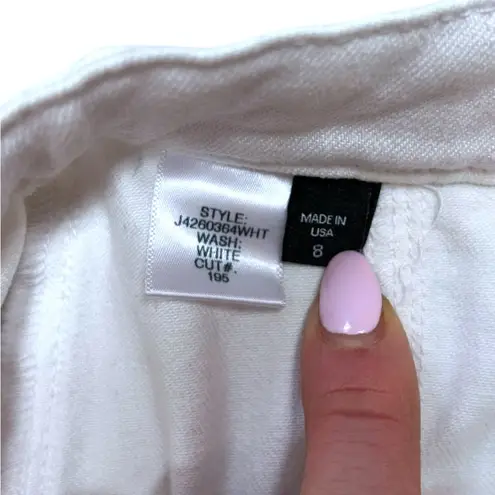 STYLE:
J4260364WHT
WASH:
WHITE
CUT#:
195
MADE IN
USA
8